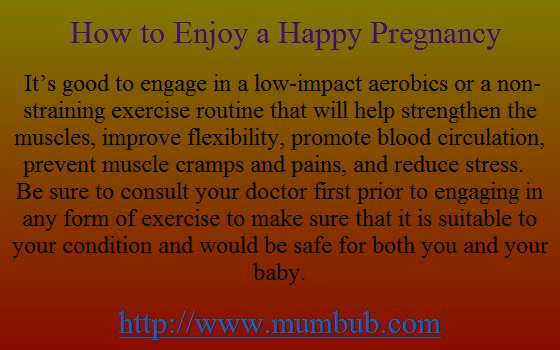 How to Enjoy a Happy Pregnancy
It’s good to engage in a low-impact aerobics or a non-
straining exercise routine that will help strengthen the
muscles, improve flexibility, promote blood circulation,
prevent muscle cramps and pains, and reduce stress.
Be sure to consult your doctor first prior to engaging in
any form of exercise to make sure that it is suitable to
your condition and would be safe for both you and your
baby.
http://www.mumbub.com